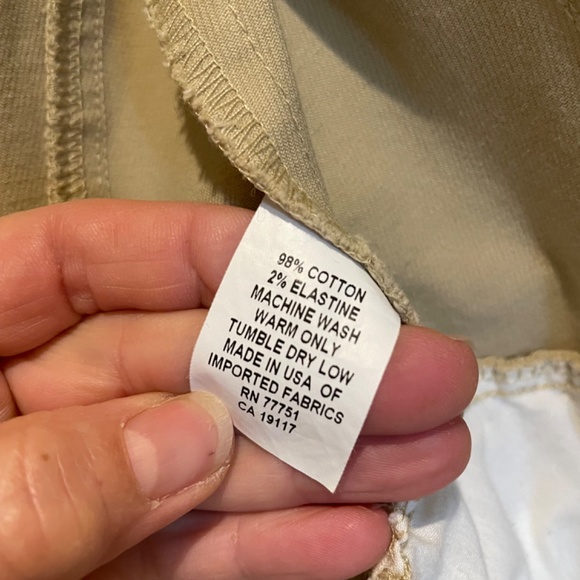 98% COTTON
2% ELASTINE
MACHINE WASH
WARM ONLY
TUMBLE DRY LOW
MADE IN USA OF
IMPORTED FABRICS
RN 77751
CA 19117